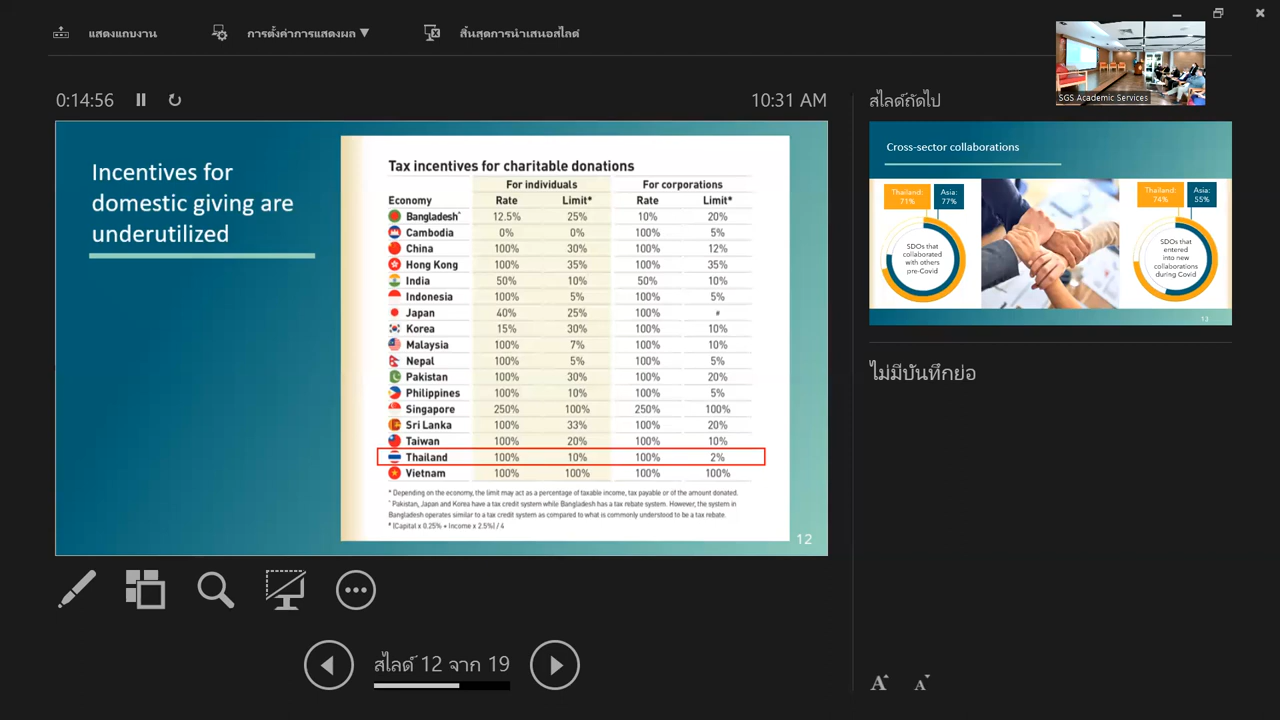 แสดงแถบงาน
การตั้งค่าการแสดงผล ▼
สิ้นสุดการนำเสนอสไลด์
SGS Academic Services
0:14:56
10:31 AM
สไลด์ถัดไป
Incentives for
domestic giving are
underutilized
Tax incentives for charitable donations
For individuals For corporations
Economy Rate Limit* Rate Limit*
Bangladesh^ 12.5% 25% 10% 20%
Cambodia 0% 0% 100% 5%
China 100% 30% 100% 12%
Hong Kong 100% 35% 100% 35%
India 50% 10% 50% 10%
Indonesia 100% 5% 100% 5%
Japan 40% 25% 100% #
Korea 15% 30% 100% 10%
Malaysia 100% 7% 100% 10%
Nepal 100% 5% 100% 5%
Pakistan 100% 30% 100% 20%
Philippines 100% 10% 100% 5%
Singapore 250% 100% 250% 100%
Sri Lanka 100% 33% 100% 20%
Taiwan 100% 20% 100% 10%
Thailand 100% 10% 100% 2%
Vietnam 100% 100% 100% 100%
* Depending on the economy, the limit may act as a percentage of taxable income, tax payable or of the amount donated.
^ Pakistan, Japan and Korea have a tax credit system while Bangladesh has a tax rebate system. However, the system in
Bangladesh operates similar to a tax credit system as compared to what is commonly understood to be a tax rebate.
# (Capital x 0.25% + Income x 2.5%) / 4
12
Cross-sector collaborations
Thailand:
71%
Asia:
77%
SDOs that
collaborated
with others
pre-Covid
Thailand:
74%
Asia:
55%
SDOs that
entered
into new
collaborations
during Covid
13
ไม่มีบันทึกย่อ
สไลด์ 12 จาก 19
A A